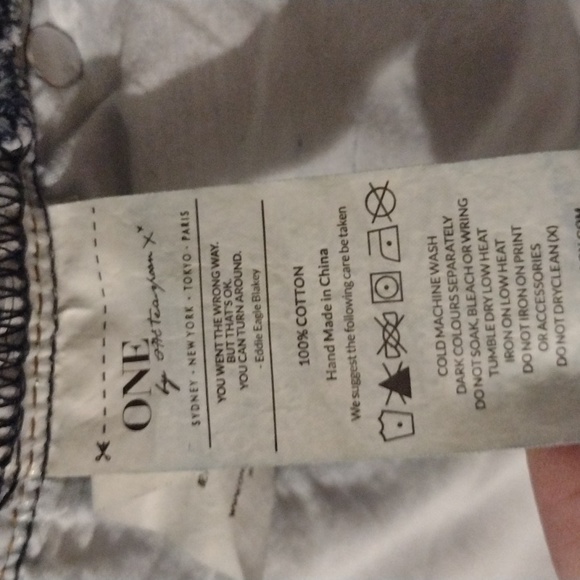 ONE
by one teaspoon x x
SYDNEY · NEW YORK · TOKYO · PARIS
YOU WENT THE WRONG WAY.
BUT THAT'S OK.
YOU CAN TURN AROUND.
- Eddie Eagle Blakey
100% COTTON
Hand Made in China
We suggest the following care be taken
COLD MACHINE WASH
DARK COLOURS SEPARATELY
DO NOT SOAK, BLEACH OR WRING
TUMBLE DRY LOW HEAT
IRON ON LOW HEAT
DO NOT IRON ON PRINT
OR ACCESSORIES
DO NOT DRYCLEAN (X)